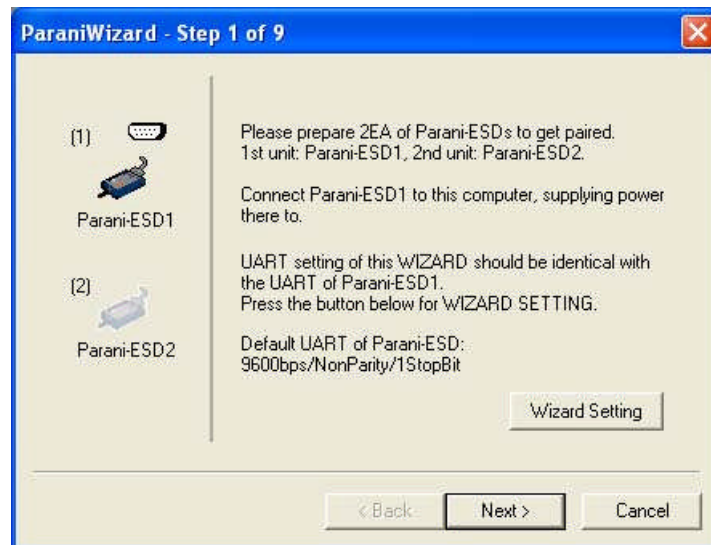 ParaniWizard - Step 1 of 9
(1)
Parani-ESD1
(2)
Parani-ESD2
Please prepare 2EA of Parani-ESDs to get paired.
1st unit: Parani-ESD1, 2nd unit: Parani-ESD2.
Connect Parani-ESD1 to this computer, supplying power
there to.
UART setting of this WIZARD should be identical with
the UART of Parani-ESD1.
Press the button below for WIZARD SETTING.
Default UART of Parani-ESD:
9600bps/NonParity/1StopBit
Wizard Setting
< Back
Next >
Cancel